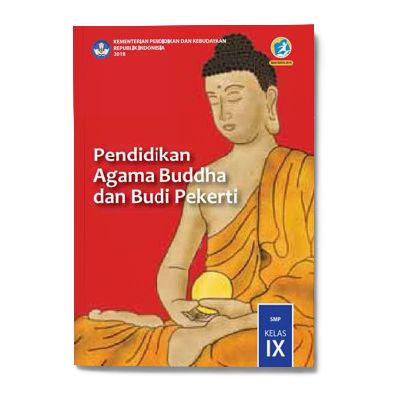 KEMENTERIAN PENDIDIKAN DAN KEBUDAYAAN
REPUBLIK INDONESIA
2018
Pendidikan
Agama Buddha
dan Budi Pekerti
SMP
KELAS
IX